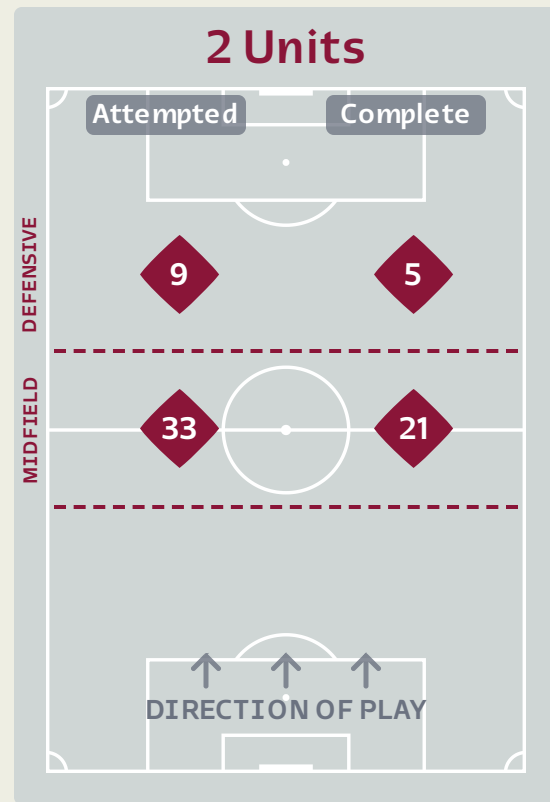 2 Units
Attempted Complete
DEFENSIVE
9 5
MIDFIELD
33 21
DIRECTION OF PLAY